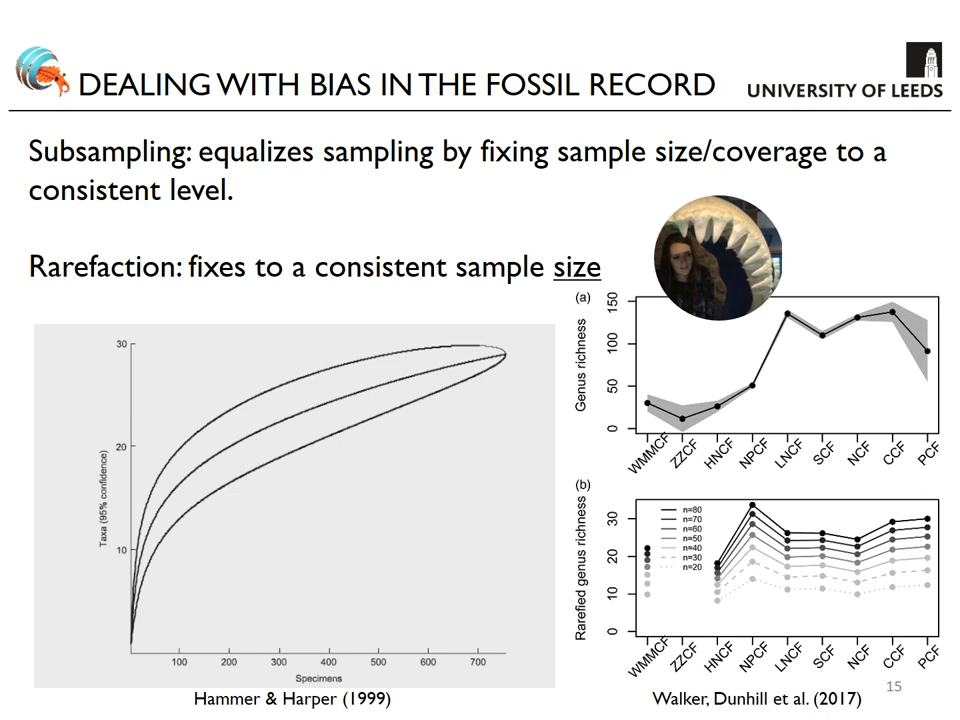 DEALING WITH BIAS IN THE FOSSIL RECORD
UNIVERSITY OF LEEDS
Subsampling: equalizes sampling by fixing sample size/coverage to a
consistent level.
Rarefaction: fixes to a consistent sample size
30
20
10
Taxa (95% confidence)
100 200 300 400 500 600 700
Specimens
Hammer & Harper (1999)
(a)
Genus richness
150
100
50
0
WMMCF ZZCF HNCF NPCF LNCF SCF NCF CCF PCF
(b)
Rarefied genus richness
30
20
10
0
n=80
n=70
n=60
n=50
n=40
n=30
n=20
WMMCF ZZCF HNCF NPCF LNCF SCF NCF CCF PCF
Walker, Dunhill et al. (2017)
15